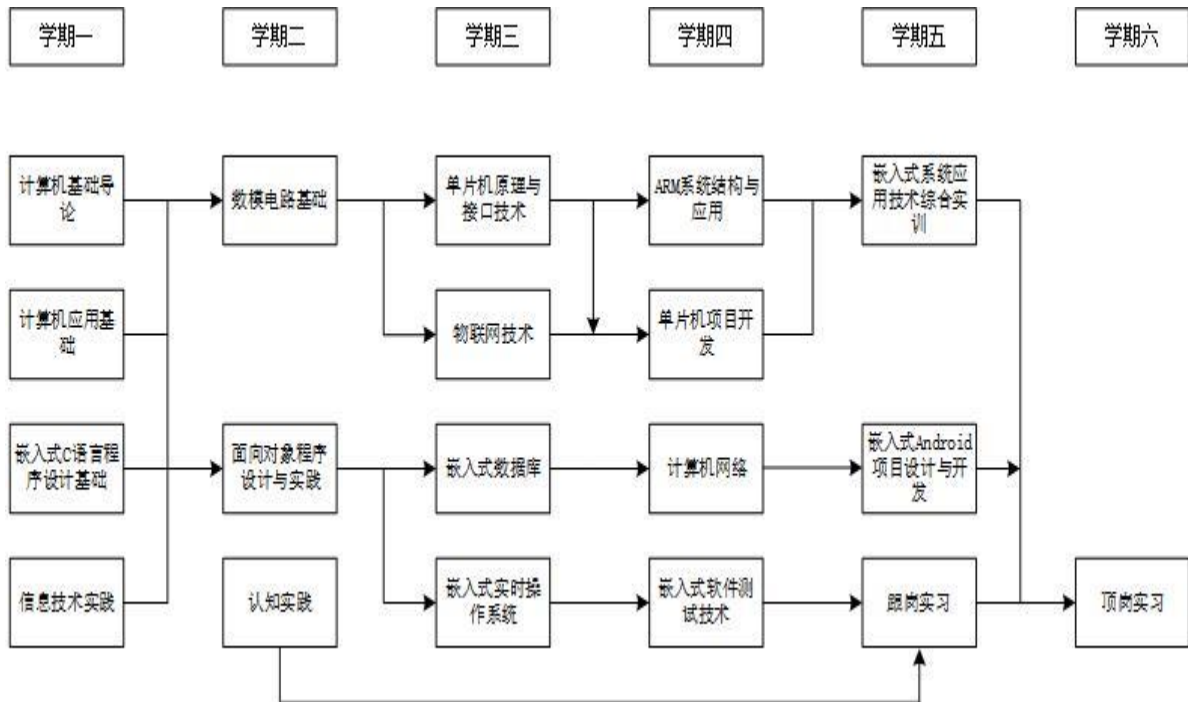 学期一
学期二
学期三
学期四
学期五
学期六
计算机基础导
论
数模电路基础
单片机原理与
接口技术
ARM系统结构与
应用
嵌入式系统应
用技术综合实
训
计算机应用基
础
物联网技术
单片机项目开
发
嵌入式C语言程
序设计基础
面向对象程序
设计与实践
嵌入式数据库
计算机网络
嵌入式Android
项目设计与开
发
信息技术实践
认知实践
嵌入式实时操
作系统
嵌入式软件测
试技术
跟岗实习
顶岗实习